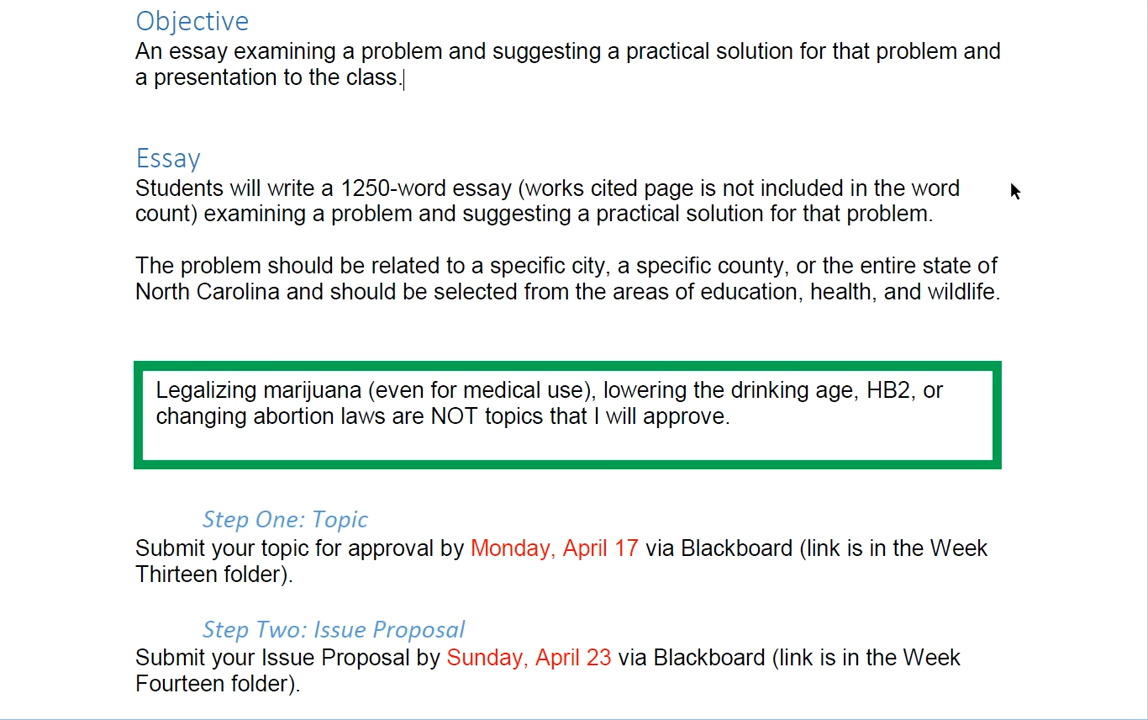 Objective
An essay examining a problem and suggesting a practical solution for that problem and
a presentation to the class.
Essay
Students will write a 1250-word essay (works cited page is not included in the word
count) examining a problem and suggesting a practical solution for that problem.
The problem should be related to a specific city, a specific county, or the entire state of
North Carolina and should be selected from the areas of education, health, and wildlife.
Legalizing marijuana (even for medical use), lowering the drinking age, HB2, or
changing abortion laws are NOT topics that I will approve.
Step One: Topic
Submit your topic for approval by Monday, April 17 via Blackboard (link is in the Week
Thirteen folder).
Step Two: Issue Proposal
Submit your Issue Proposal by Sunday, April 23 via Blackboard (link is in the Week
Fourteen folder).